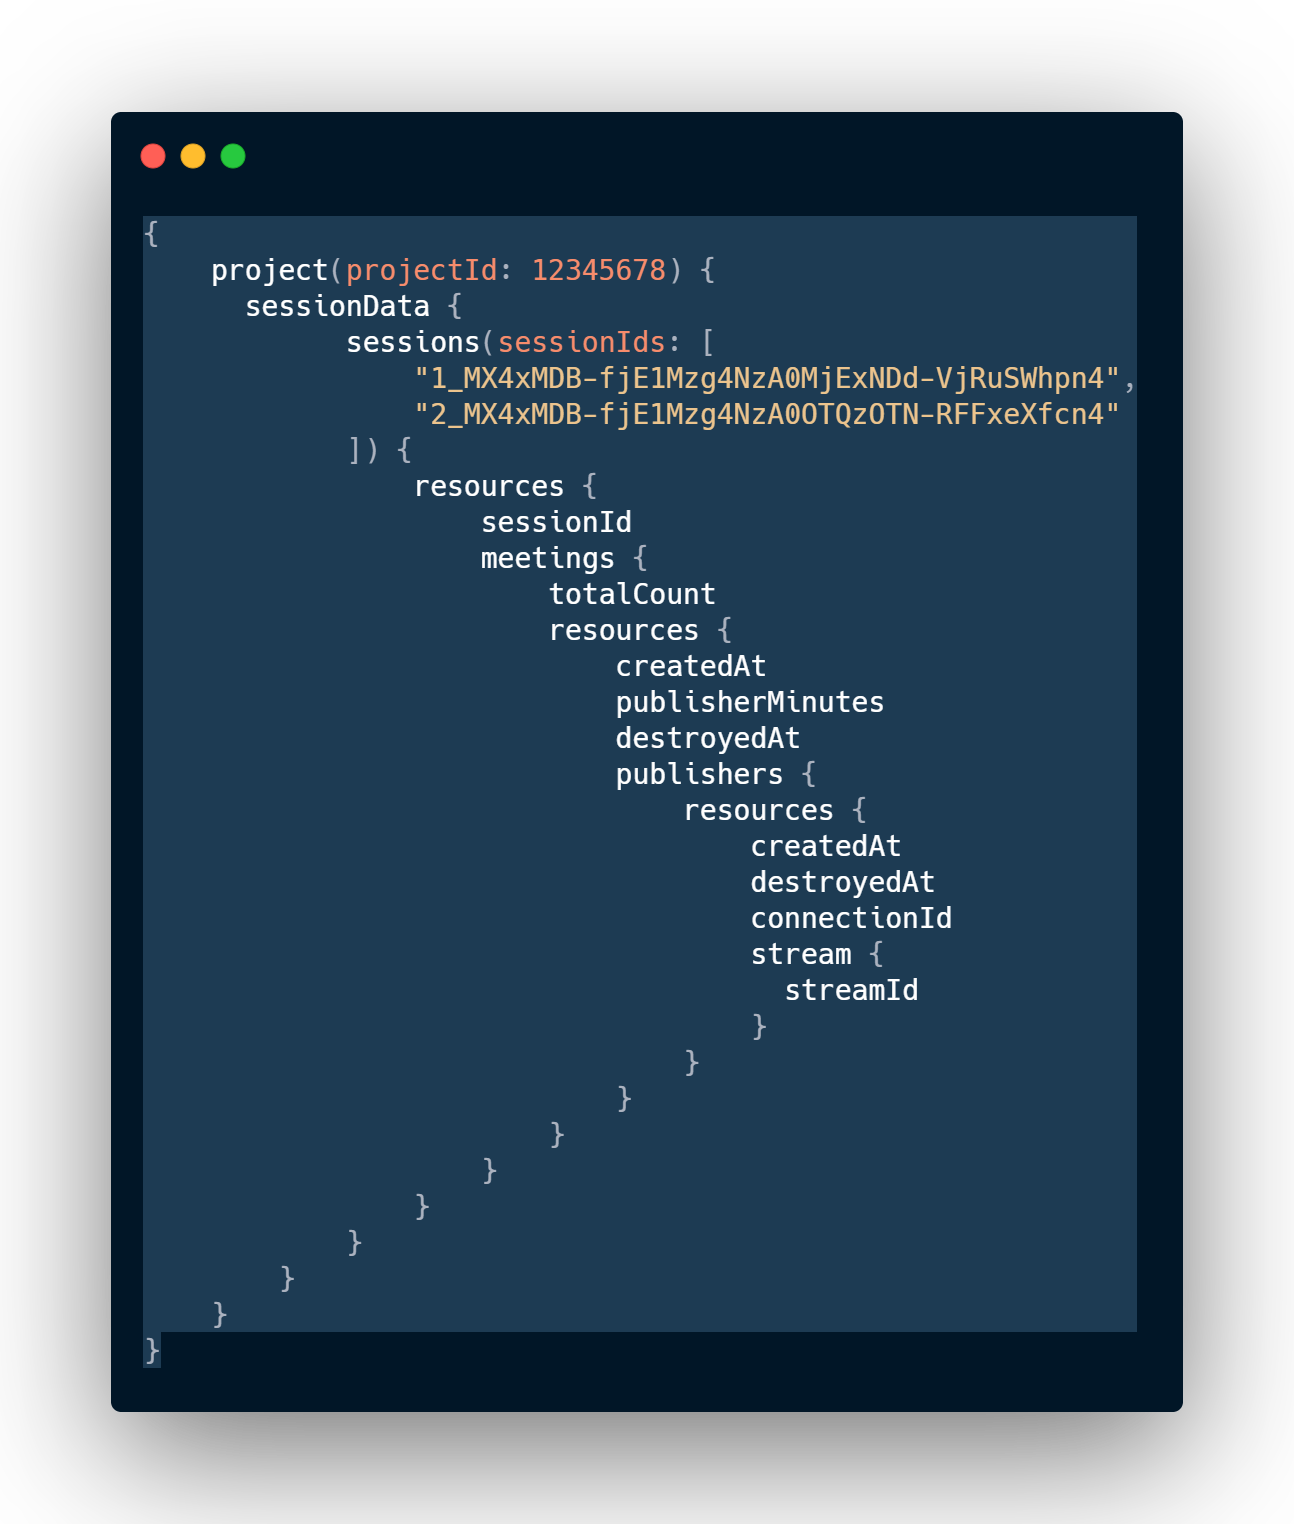 {
    project(projectId: 12345678) {
      sessionData {
            sessions(sessionIds: [
                "1_MX4xMDB-fjE1Mzg4NzA0MjExNDd-VjRuSWhpn4",
                "2_MX4xMDB-fjE1Mzg4NzA0OTQzOTN-RFFxeXfcn4"
            ]) {
                resources {
                    sessionId
                    meetings {
                        totalCount
                        resources {
                            createdAt
                            publisherMinutes
                            destroyedAt
                            publishers {
                                resources {
                                    createdAt
                                    destroyedAt
                                    connectionId
                                    stream {
                                      streamId
                                    }
                                }
                            }
                        }
                    }
                }
            }
        }
    }
}